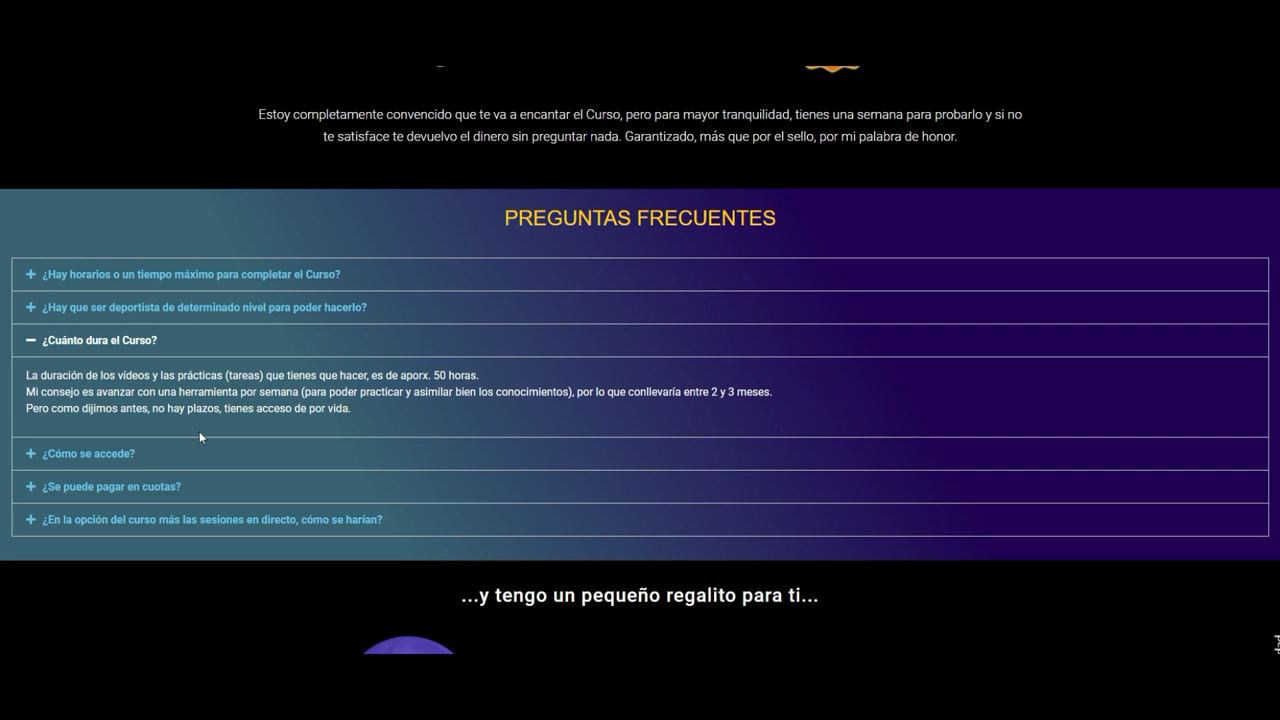 Estoy completamente convencido que te va a encantar el Curso, pero para mayor tranquilidad, tienes una semana para probarlo y si no
te satisface te devuelvo el dinero sin preguntar nada. Garantizado, más que por el sello, por mi palabra de honor.
PREGUNTAS FRECUENTES
¿Hay horarios o un tiempo máximo para completar el Curso?
¿Hay que ser deportista de determinado nivel para poder hacerlo?
¿Cuánto dura el Curso?
La duración de los vídeos y las prácticas (tareas) que tienes que hacer, es de aporx. 50 horas.
Mi consejo es avanzar con una herramienta por semana (para poder practicar y asimilar bien los conocimientos), por lo que conllevaría entre 2 y 3 meses.
Pero como dijimos antes, no hay plazos, tienes acceso de por vida.
¿Cómo se accede?
¿Se puede pagar en cuotas?
¿En la opción del curso más las sesiones en directo, cómo se harían?
...y tengo un pequeño regalito para ti...